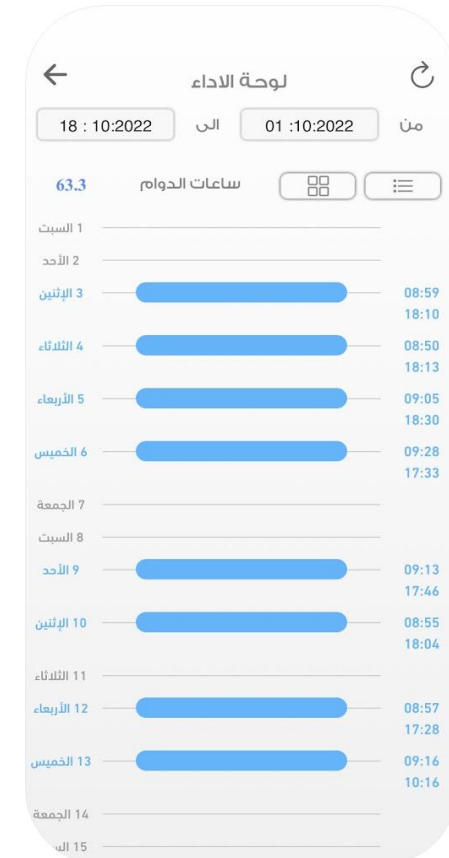 لوحة الاداء
من 01 :10:2022 الى 18 : 10:2022
ساعات الدوام 63.3
1 السبت
2 الأحد
3 الإثنين 08:59
18:10
4 الثلاثاء 08:50
18:13
5 الأربعاء 09:05
18:30
6 الخميس 09:28
17:33
7 الجمعة
8 السبت
9 الأحد 09:13
17:46
10 الإثنين 08:55
18:04
11 الثلاثاء
12 الأربعاء 08:57
17:28
13 الخميس 09:16
10:16
14 الجمعة
15